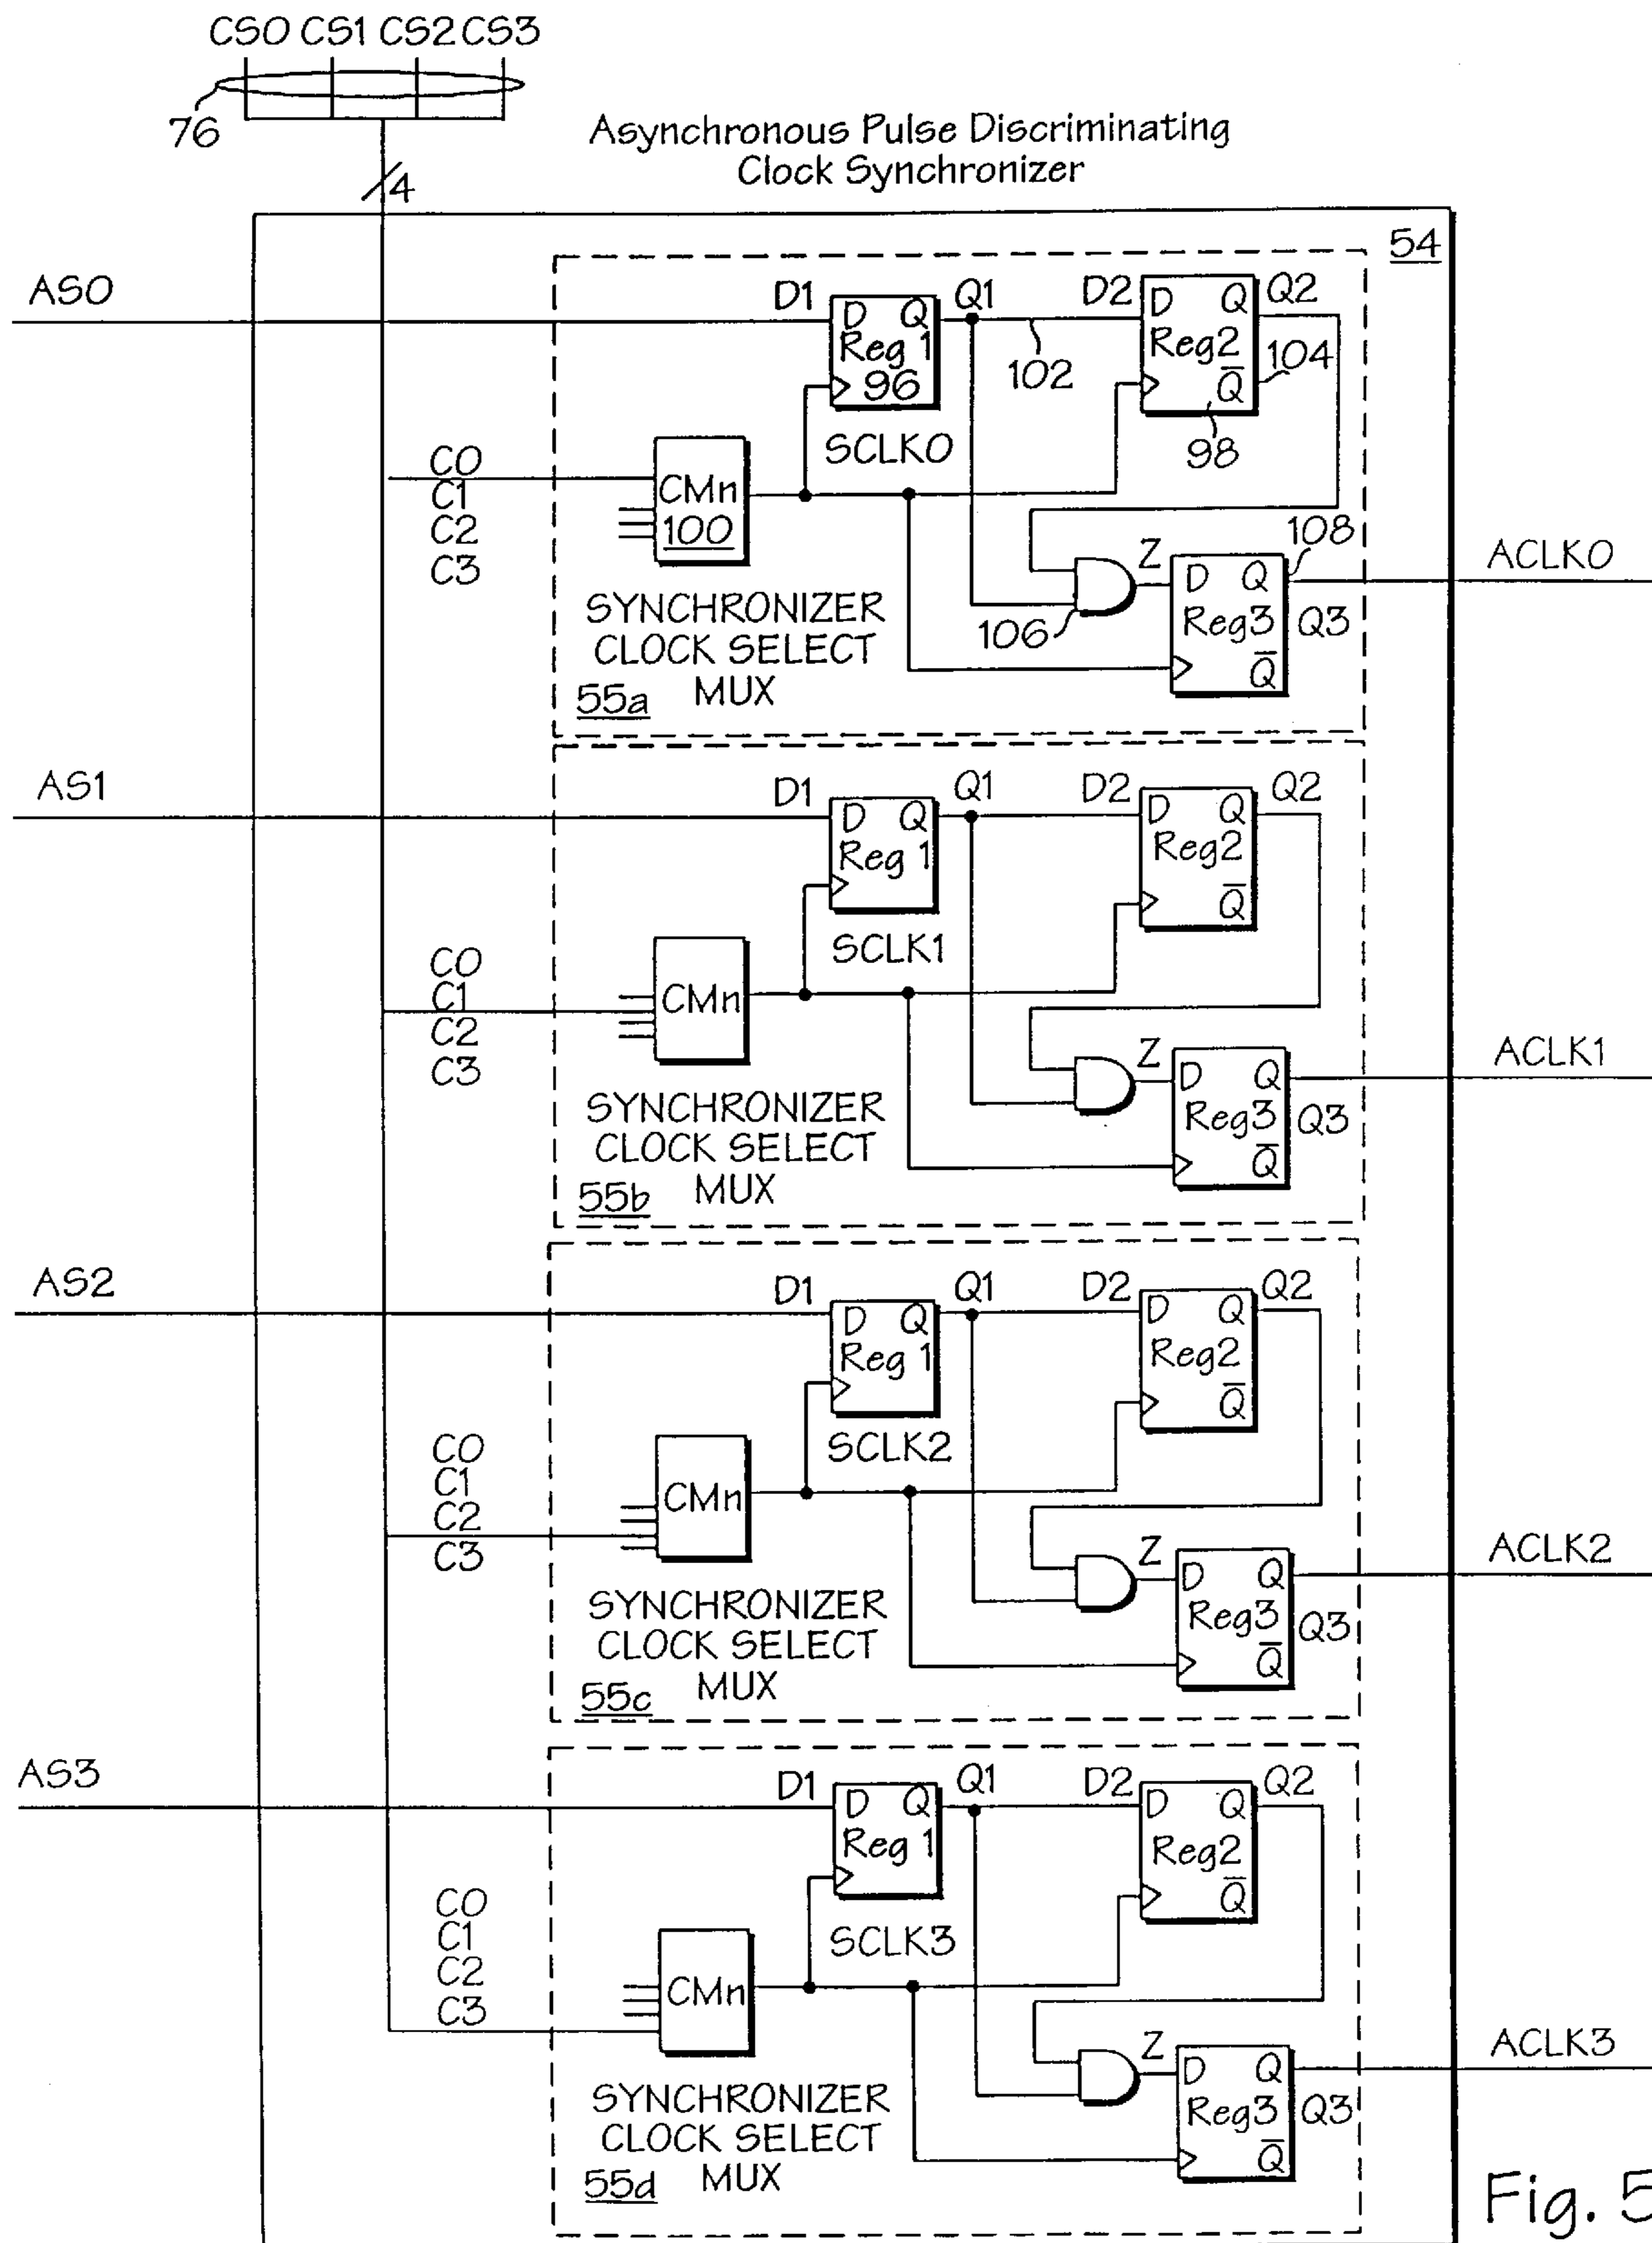 CS0 CS1 CS2 CS3
76
4
Asynchronous Pulse Discriminating
Clock Synchronizer
54
AS0
D1
D Q
Reg 1
96
Q1
102
D2
D Q
Reg2
Q̅
Q2
104
98
SCLK0
C0
C1
C2
C3
CMn
100
SYNCHRONIZER
CLOCK SELECT
MUX
55a
106
Z
D Q
Reg3
Q̅
108
Q3
ACLK0
AS1
D1
D Q
Reg 1
Q1
D2
D Q
Reg2
Q̅
Q2
SCLK1
C0
C1
C2
C3
CMn
SYNCHRONIZER
CLOCK SELECT
MUX
55b
Z
D Q
Reg3
Q̅
Q3
ACLK1
AS2
D1
D Q
Reg 1
Q1
D2
D Q
Reg2
Q̅
Q2
SCLK2
C0
C1
C2
C3
CMn
SYNCHRONIZER
CLOCK SELECT
MUX
55c
Z
D Q
Reg3
Q̅
Q3
ACLK2
AS3
D1
D Q
Reg 1
Q1
D2
D Q
Reg2
Q̅
Q2
SCLK3
C0
C1
C2
C3
CMn
SYNCHRONIZER
CLOCK SELECT
MUX
55d
Z
D Q
Reg3
Q̅
Q3
ACLK3
Fig. 5